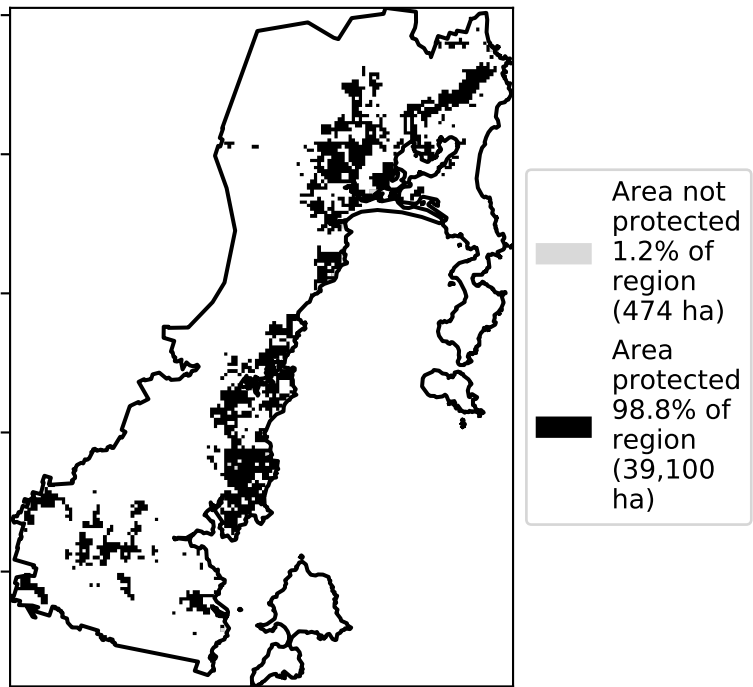 Area not
protected
1.2% of
region
(474 ha)
Area
protected
98.8% of
region
(39,100
ha)